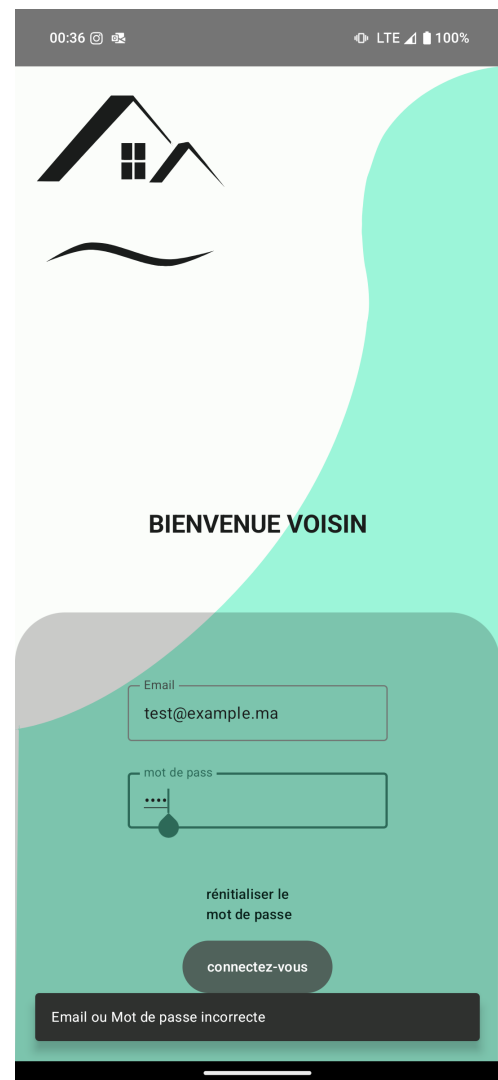 00:36 LTE 100%
BIENVENUE VOISIN
Email
test@example.ma
mot de pass
••••
rénitialiser le
mot de passe
connectez-vous
Email ou Mot de passe incorrecte